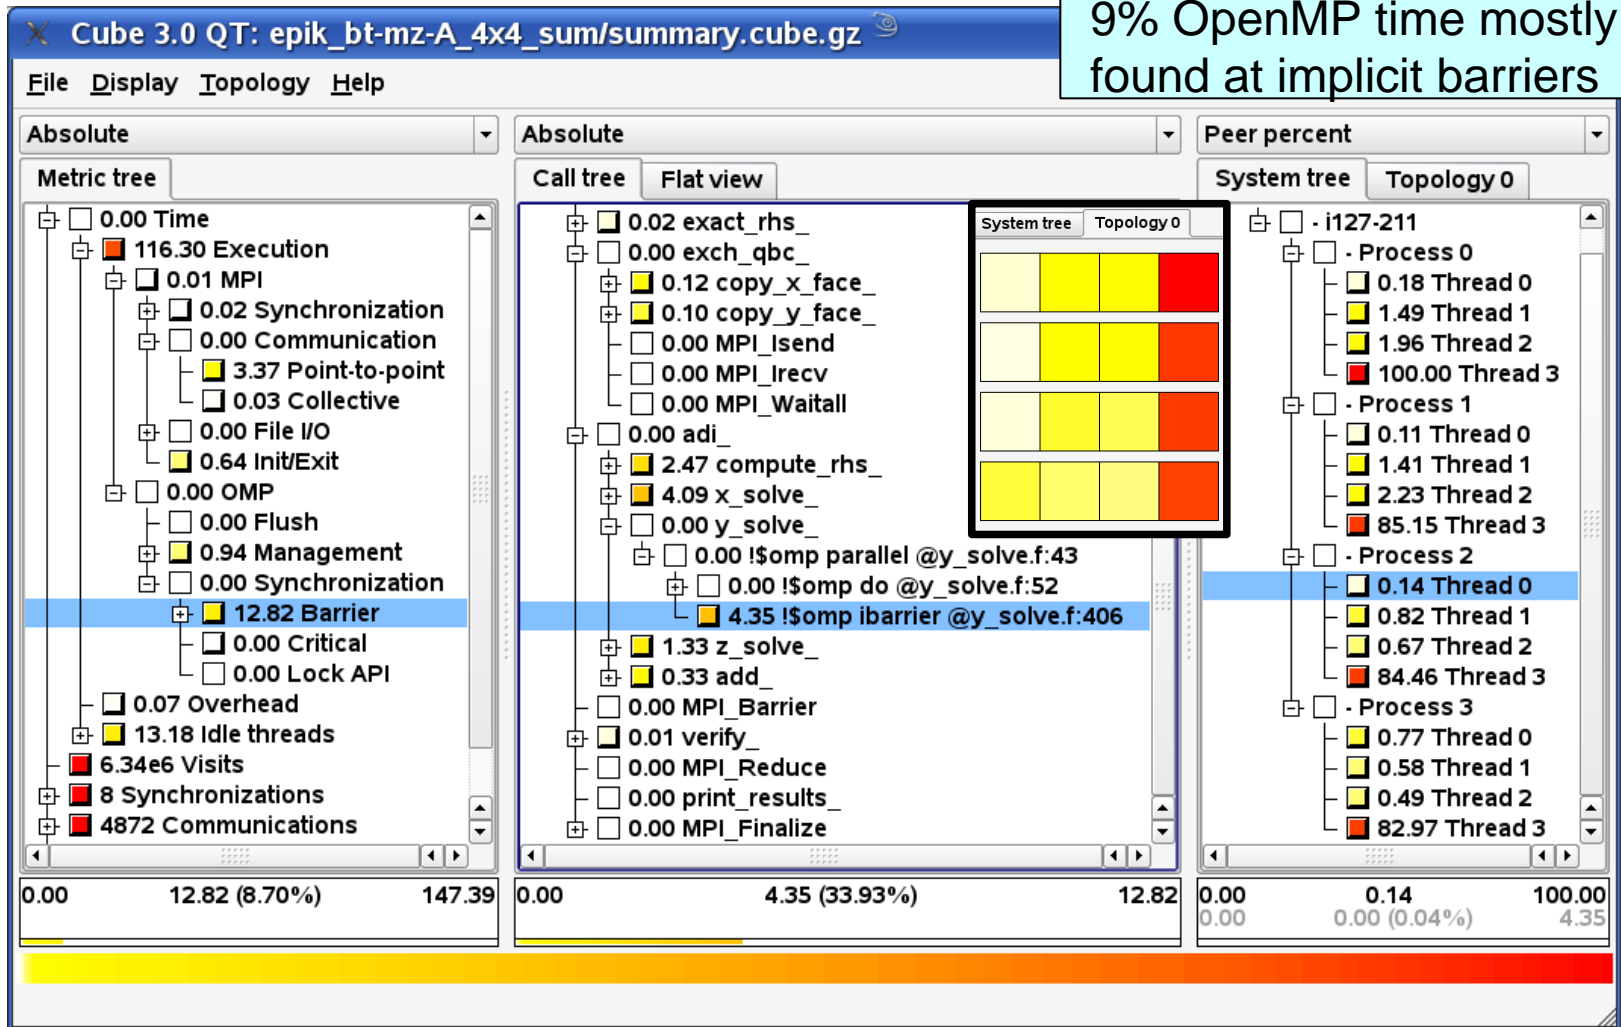 Cube 3.0 QT: epik_bt-mz-A_4x4_sum/summary.cube.gz
9% OpenMP time mostly
found at implicit barriers
File Display Topology Help
Absolute
Metric tree
0.00 Time
116.30 Execution
0.01 MPI
0.02 Synchronization
0.00 Communication
3.37 Point-to-point
0.03 Collective
0.00 File I/O
0.64 Init/Exit
0.00 OMP
0.00 Flush
0.94 Management
0.00 Synchronization
12.82 Barrier
0.00 Critical
0.00 Lock API
0.07 Overhead
13.18 Idle threads
6.34e6 Visits
8 Synchronizations
4872 Communications
0.00 12.82 (8.70%) 147.39
Absolute
Call tree Flat view
0.02 exact_rhs_
0.00 exch_qbc_
0.12 copy_x_face_
0.10 copy_y_face_
0.00 MPI_Isend
0.00 MPI_Irecv
0.00 MPI_Waitall
0.00 adi_
2.47 compute_rhs_
4.09 x_solve_
0.00 y_solve_
0.00 !$omp parallel @y_solve.f:43
0.00 !$omp do @y_solve.f:52
4.35 !$omp ibarrier @y_solve.f:406
1.33 z_solve_
0.33 add_
0.00 MPI_Barrier
0.01 verify_
0.00 MPI_Reduce
0.00 print_results_
0.00 MPI_Finalize
0.00 4.35 (33.93%) 12.82
System tree Topology 0
Peer percent
System tree Topology 0
- i127-211
- Process 0
0.18 Thread 0
1.49 Thread 1
1.96 Thread 2
100.00 Thread 3
- Process 1
0.11 Thread 0
1.41 Thread 1
2.23 Thread 2
85.15 Thread 3
- Process 2
0.14 Thread 0
0.82 Thread 1
0.67 Thread 2
84.46 Thread 3
- Process 3
0.77 Thread 0
0.58 Thread 1
0.49 Thread 2
82.97 Thread 3
0.00 0.14 100.00
0.00 0.00 (0.04%) 4.35